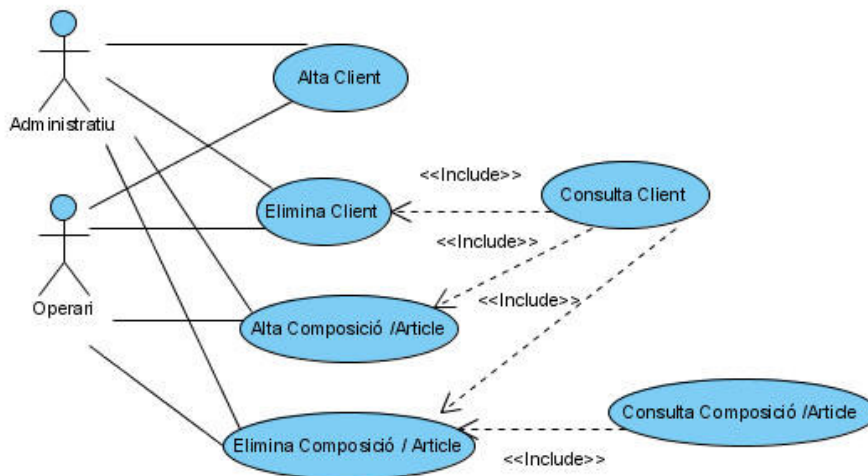 Alta Client
Administratiu
<<Include>>
Consulta Client
Elimina Client
<<Include>>
<<Include>>
Operari
Alta Composició /Article
Consulta Composició /Article
Elimina Composició / Article
<<Include>>